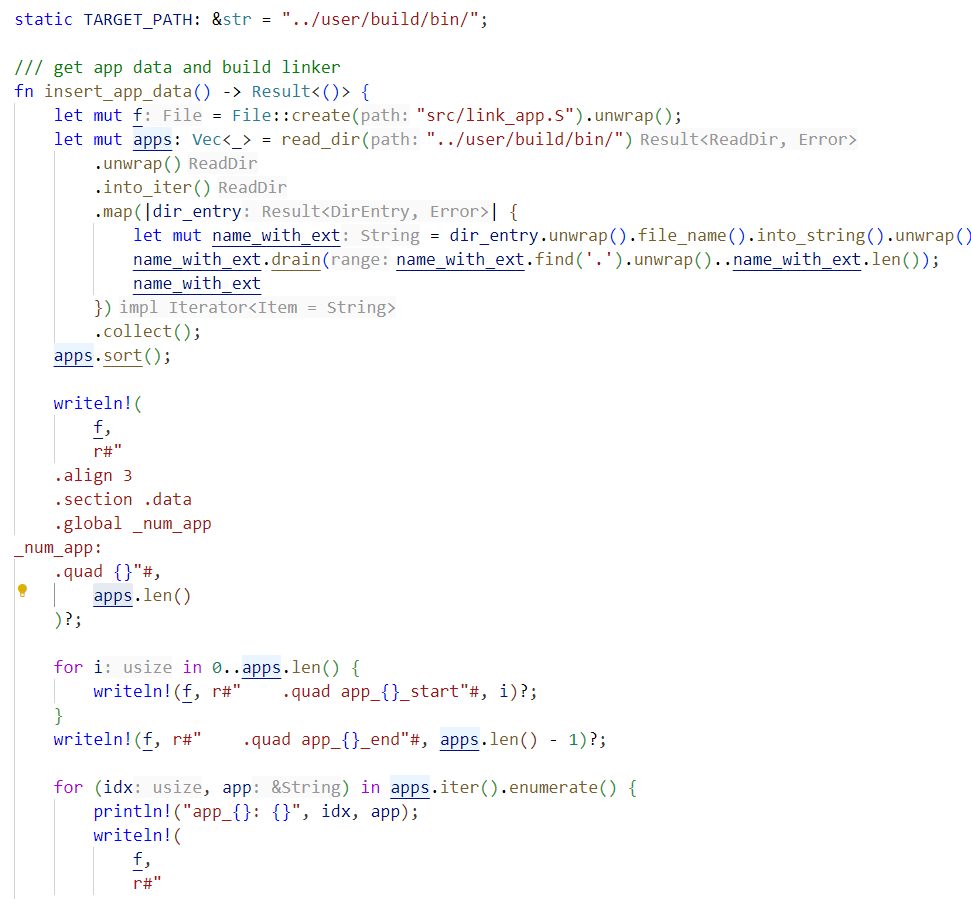 static TARGET_PATH: &str = "../user/build/bin/";
/// get app data and build linker
fn insert_app_data() -> Result<()> {
    let mut f: File = File::create(path: "src/link_app.S").unwrap();
    let mut apps: Vec<_> = read_dir(path: "../user/build/bin/") Result<ReadDir, Error>
        .unwrap() ReadDir
        .into_iter() ReadDir
        .map(|dir_entry: Result<DirEntry, Error>| {
            let mut name_with_ext: String = dir_entry.unwrap().file_name().into_string().unwrap()
            name_with_ext.drain(range: name_with_ext.find('.').unwrap()..name_with_ext.len());
            name_with_ext
        }) impl Iterator<Item = String>
        .collect();
    apps.sort();
    writeln!(
        f,
        r#"
    .align 3
    .section .data
    .global _num_app
_num_app:
    .quad {}"#,
        apps.len()
    )?;
    for i: usize in 0..apps.len() {
        writeln!(f, r#"    .quad app_{}_start"#, i)?;
    }
    writeln!(f, r#"    .quad app_{}_end"#, apps.len() - 1)?;
    for (idx: usize, app: &String) in apps.iter().enumerate() {
        println!("app_{}: {}", idx, app);
        writeln!(
            f,
            r#"